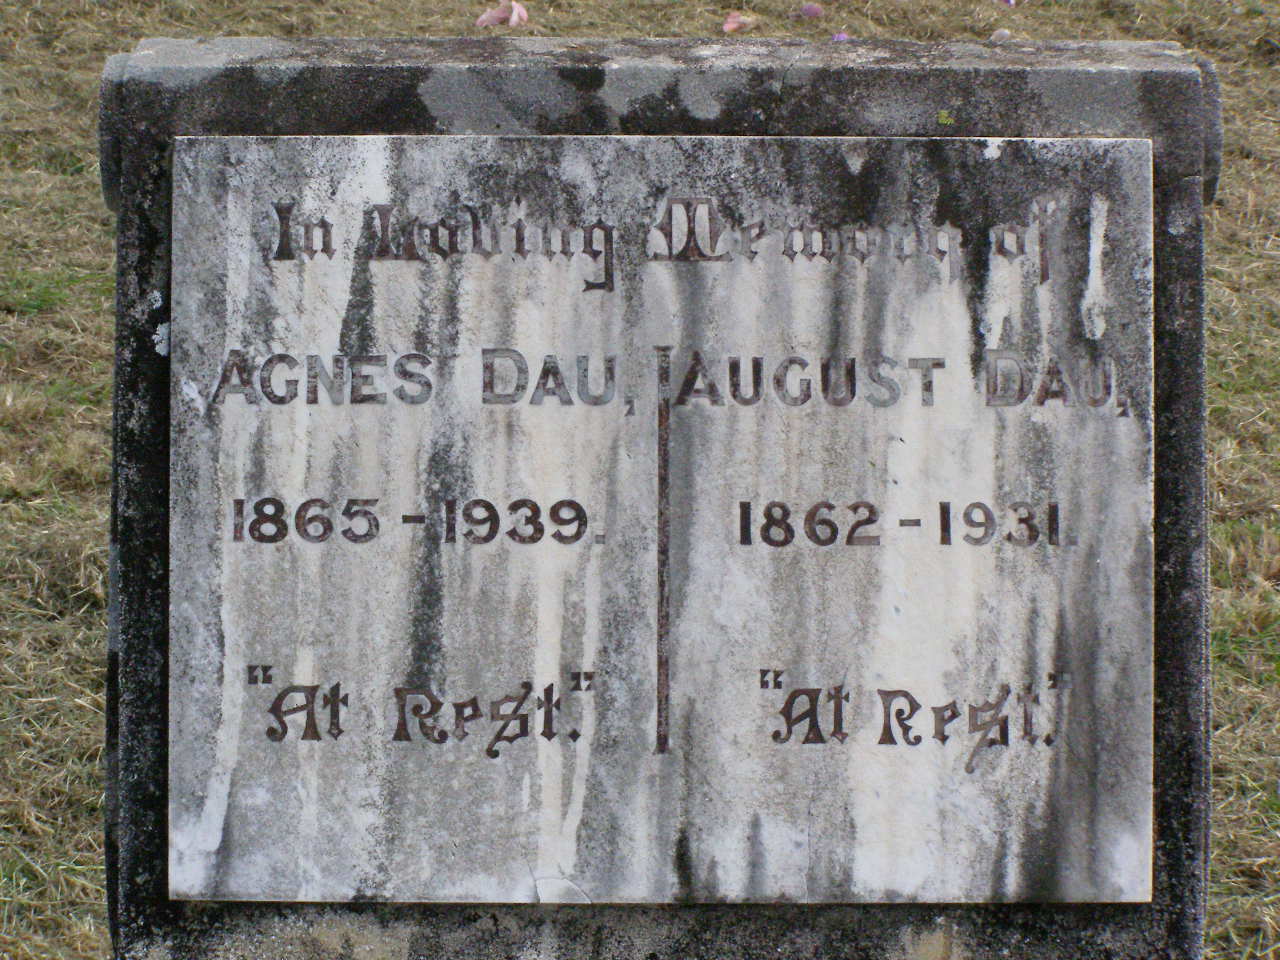 In Loving Memory of
AGNES DAU,
1865-1939.
"At Rest."
AUGUST DAU,
1862-1931.
"At Rest."